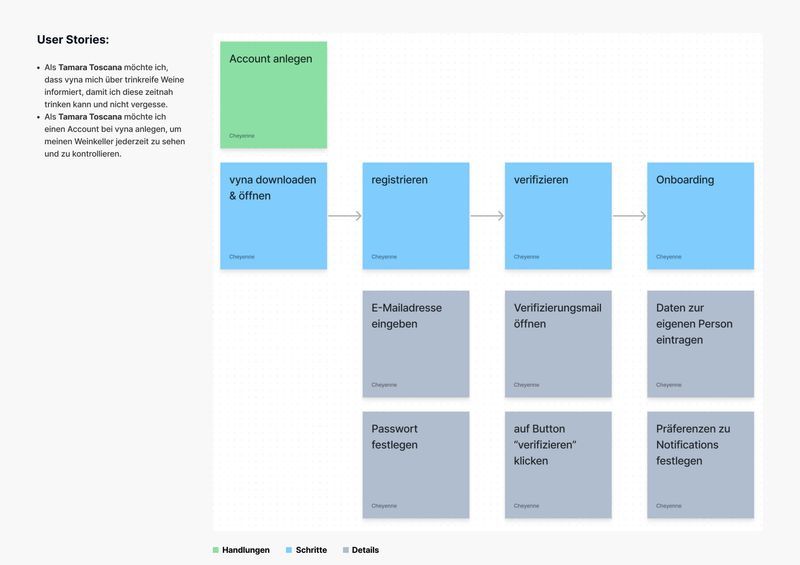 User Stories:
• Als Tamara Toscana möchte ich,
dass vyna mich über trinkreife Weine
informiert, damit ich diese zeitnah
trinken kann und nicht vergesse.
• Als Tamara Toscana möchte ich
einen Account bei vyna anlegen, um
meinen Weinkeller jederzeit zu sehen
und zu kontrollieren.
Account anlegen
Cheyenne
vyna downloaden
& öffnen
Cheyenne
registrieren
Cheyenne
verifizieren
Cheyenne
Onboarding
Cheyenne
E-Mailadresse
eingeben
Cheyenne
Verifizierungsmail
öffnen
Cheyenne
Daten zur
eigenen Person
eintragen
Cheyenne
Passwort
festlegen
Cheyenne
auf Button
“verifizieren”
klicken
Cheyenne
Präferenzen zu
Notifications
festlegen
Cheyenne
Handlungen
Schritte
Details